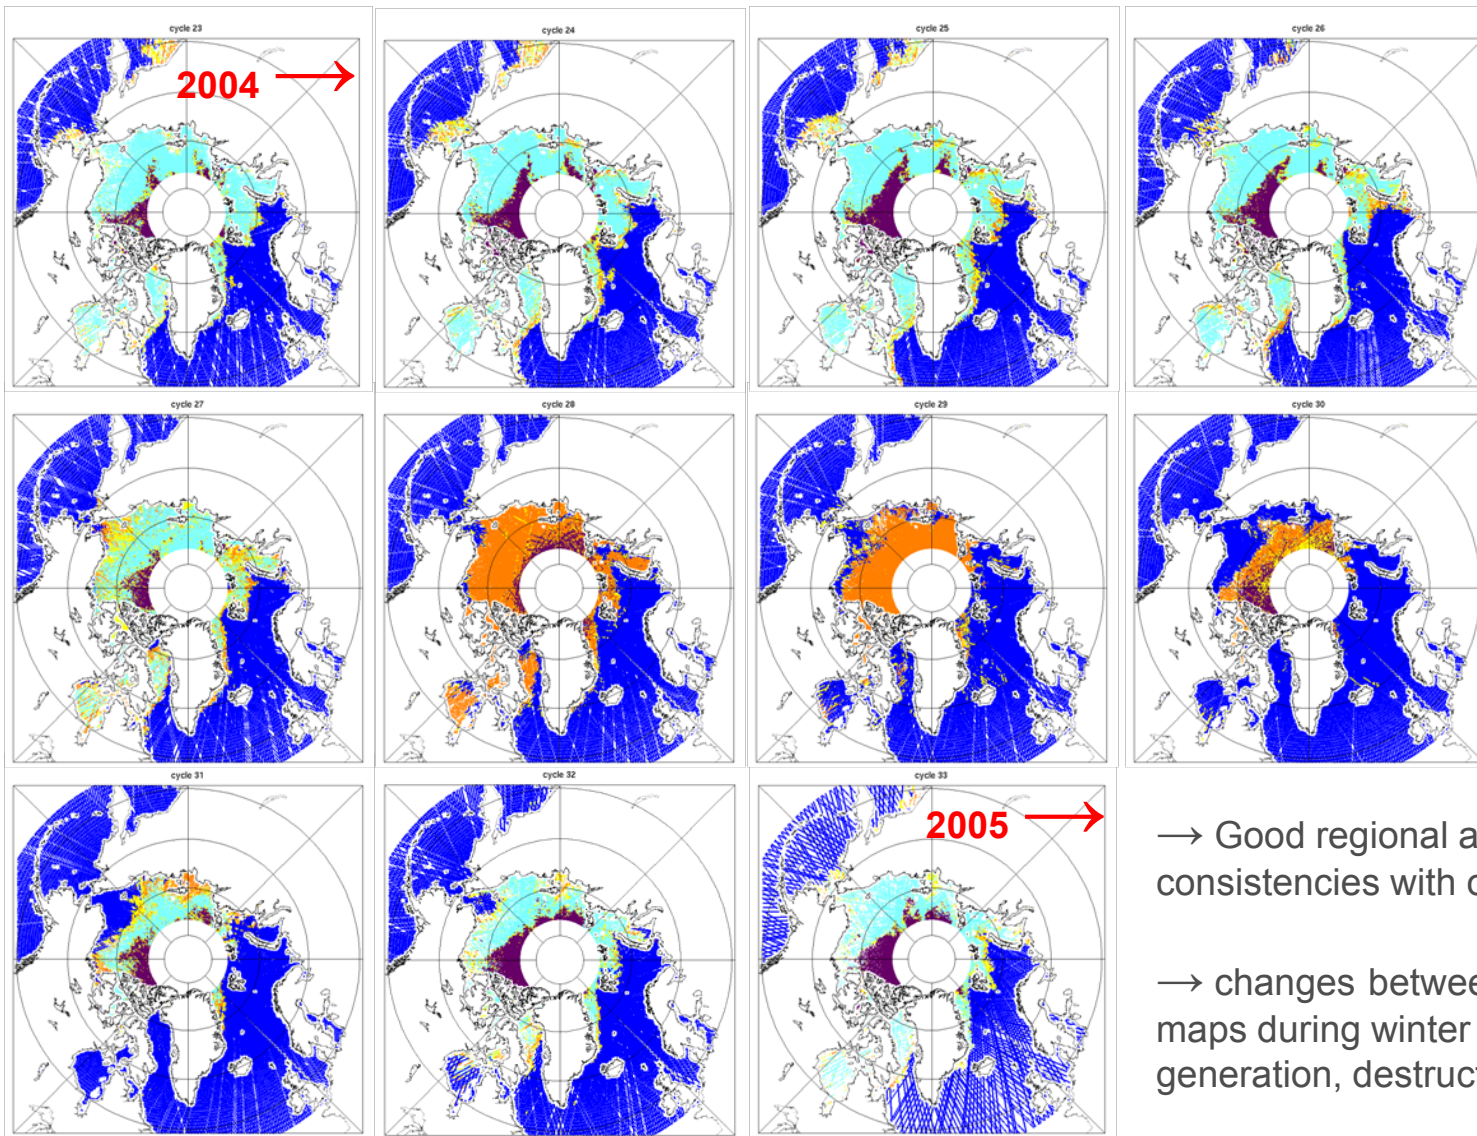 cycle 23
cycle 24
cycle 25
cycle 26
2004 →
cycle 27
cycle 28
cycle 29
cycle 30
cycle 31
cycle 32
cycle 33
2005 →
→ Good regional a
consistencies with c
→ changes betwee
maps during winter
generation, destruct